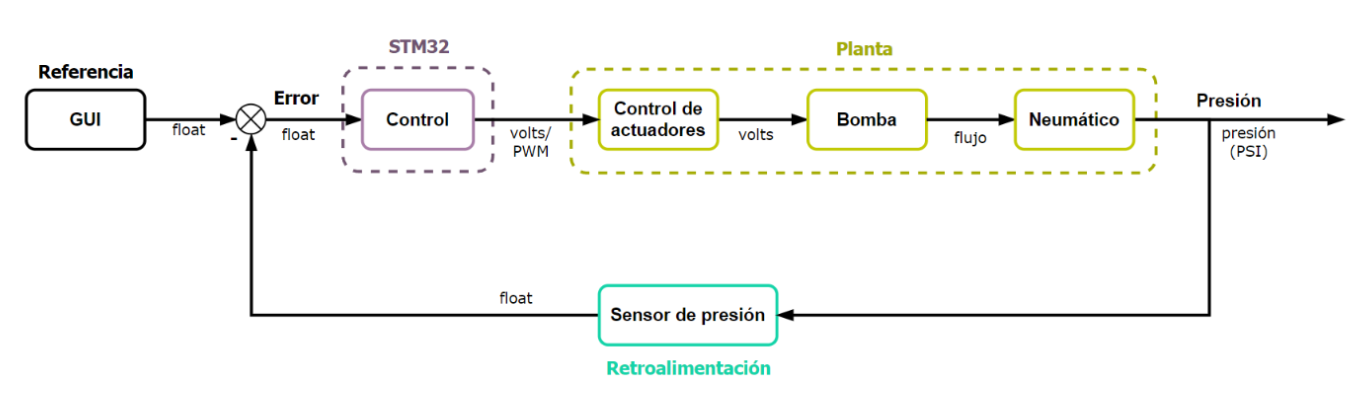 STM32
Planta
Referencia
GUI
float
-
Error
float
Control
volts/
PWM
Control de
actuadores
volts
Bomba
flujo
Neumático
Presión
presión
(PSI)
float
Sensor de presión
Retroalimentación